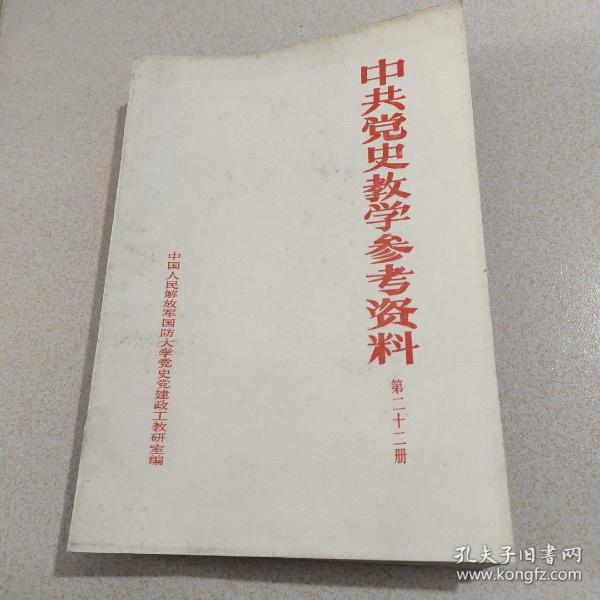 中共党史教学参考资料
第二十二册
中国人民解放军国防大学党史党建政工教研室编
孔夫子旧书网
www.kongfz.com